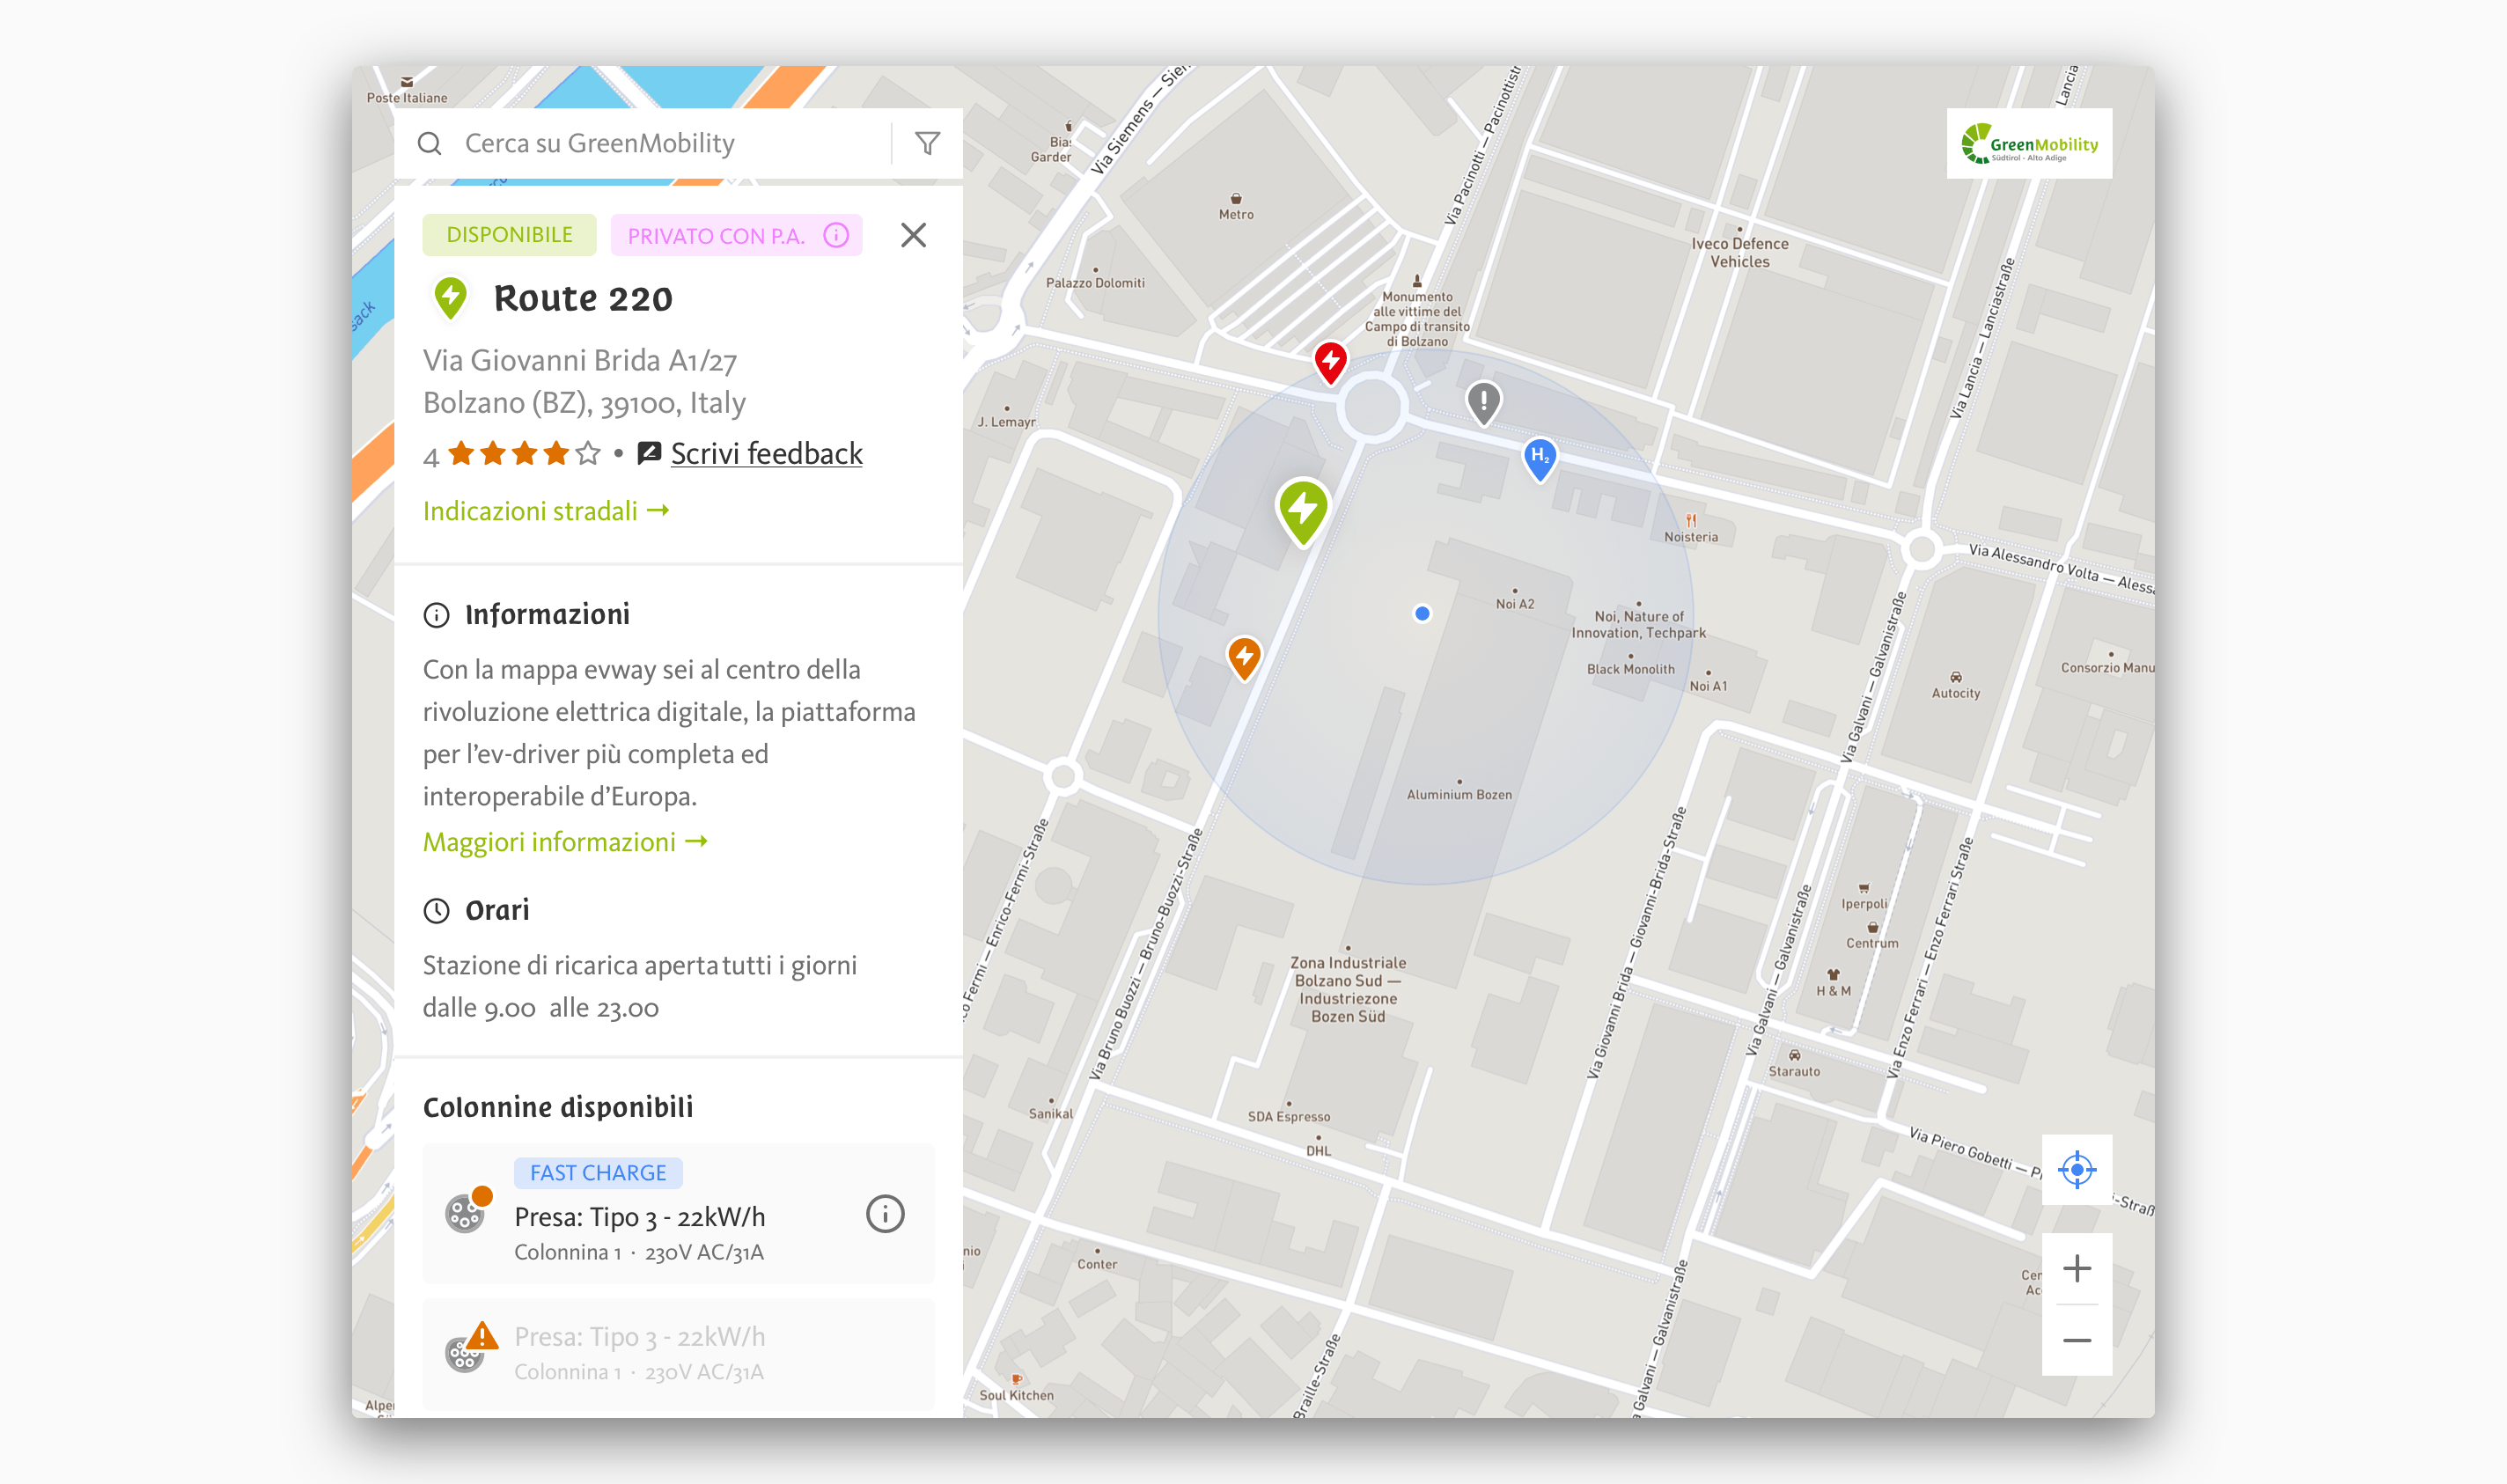 Poste Italiane
Cerca su GreenMobility
DISPONIBILE
PRIVATO CON P.A.
Route 220
Via Giovanni Brida A1/27
Bolzano (BZ), 39100, Italy
4
Scrivi feedback
Indicazioni stradali →
Informazioni
Con la mappa evway sei al centro della
rivoluzione elettrica digitale, la piattaforma
per l'ev-driver più completa ed
interoperabile d'Europa.
Maggiori informazioni →
Orari
Stazione di ricarica aperta tutti i giorni
dalle 9.00 alle 23.00
Colonnine disponibili
FAST CHARGE
Presa: Tipo 3 - 22kW/h
Colonnina 1 · 230V AC/31A
Presa: Tipo 3 - 22kW/h
Colonnina 1 · 230V AC/31A
GreenMobility
Südtirol - Alto Adige
Via Siemens — Sie
Via Pacinotti — Pacinottistr
Metro
Palazzo Dolomiti
Monumento
alle vittime del
Campo di transito
di Bolzano
Iveco Defence
Vehicles
Lancia
Via Lancia — Lanciastraße
J. Lemayr
H₂
Noisteria
Via Alessandro Volta — Aless
Noi A2
Noi, Nature of
Innovation, Techpark
Black Monolith
Noi A1
Via Galvani — Galvanistraße
Autocity
Consorzio Manu
Aluminium Bozen
Fermi — Enrico-Fermi-Straße
Via Bruno Buozzi — Bruno-Buozzi-Straße
Via Giovanni Brida — Giovanni-Brida-Straße
Iperpoli
Centrum
H & M
Via Galvani — Galvanistraße
Via Enzo Ferrari — Enzo Ferrari Straße
Zona Industriale
Bolzano Sud —
Industriezone
Bozen Süd
Starauto
Sanikal
SDA Espresso
DHL
Via Piero Gobetti — P
Conter
Galvani — Galvanistraße
Braille-Straße
Soul Kitchen